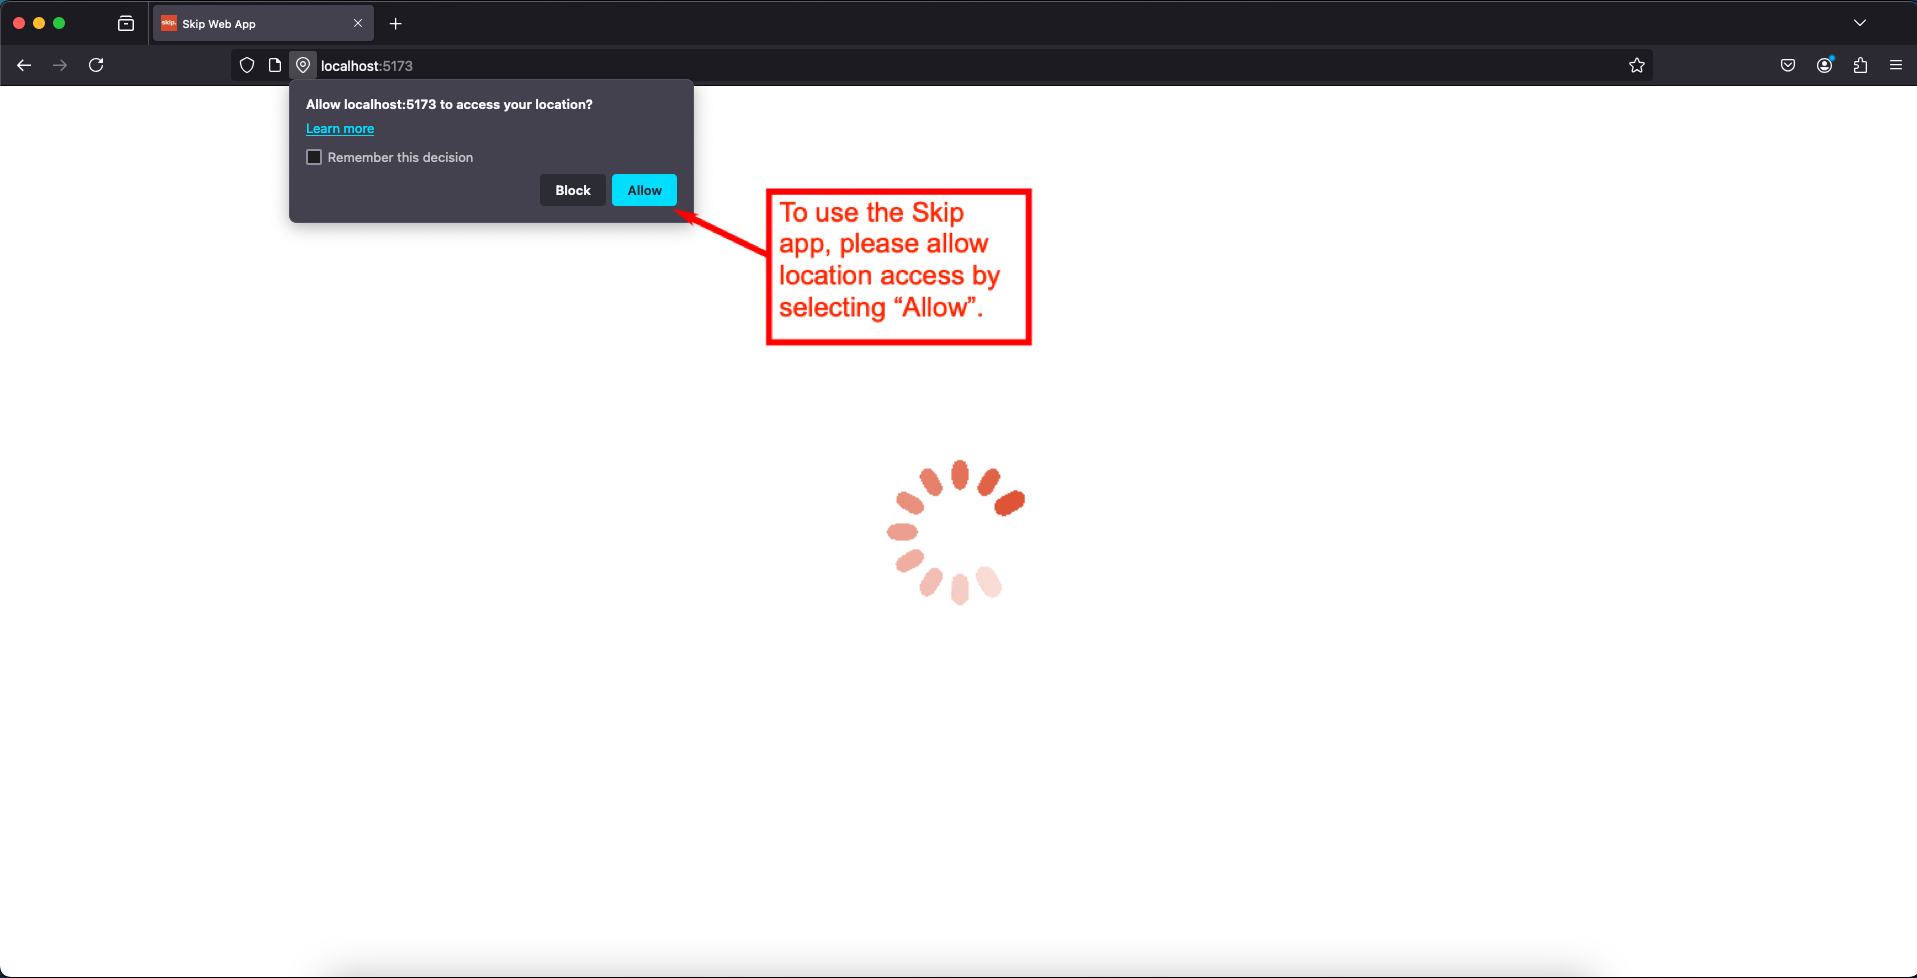 skip.
Skip Web App
localhost:5173
Allow localhost:5173 to access your location?
Learn more
Remember this decision
Block
Allow
To use the Skip
app, please allow
location access by
selecting “Allow”.